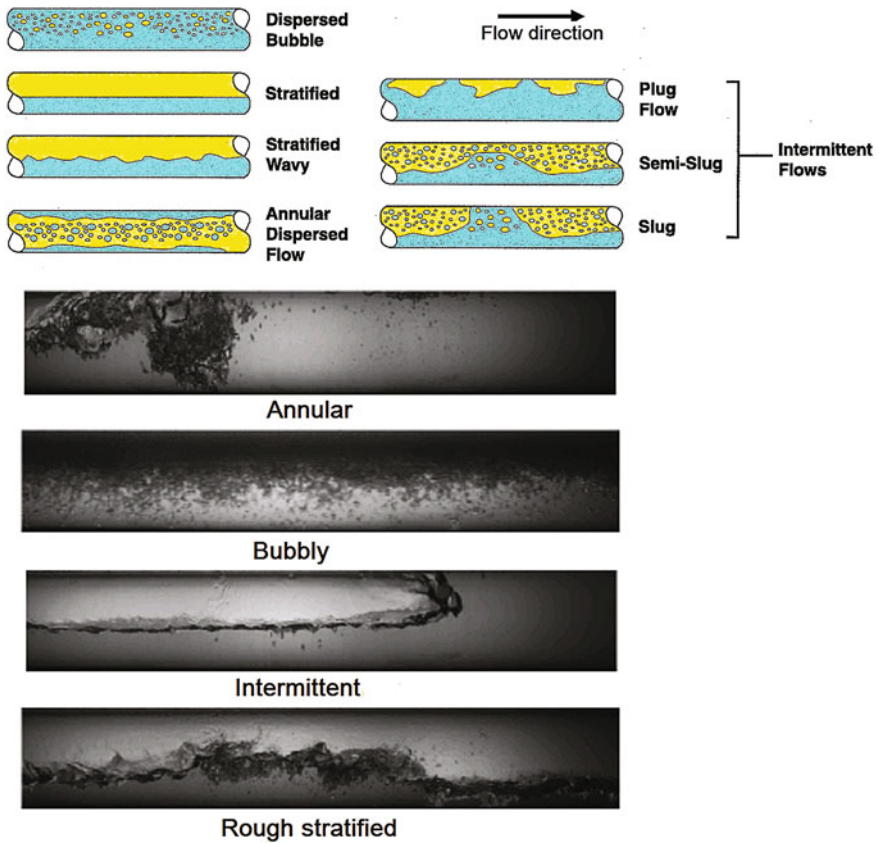 Dispersed
Bubble
Flow direction
Stratified
Plug
Flow
Stratified
Wavy
Semi-Slug
Intermittent
Flows
Annular
Dispersed
Flow
Slug
Annular
Bubbly
Intermittent
Rough stratified